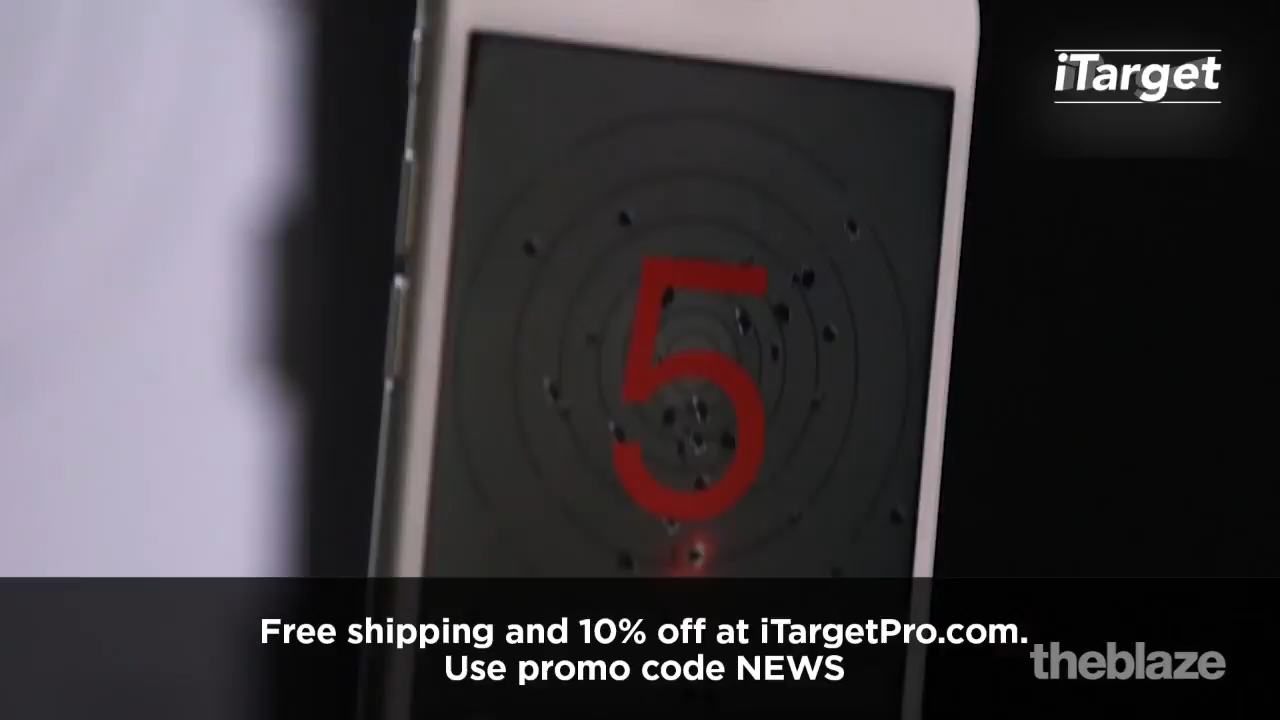 iTarget
5
Free shipping and 10% off at iTargetPro.com.
Use promo code NEWS
theblaze